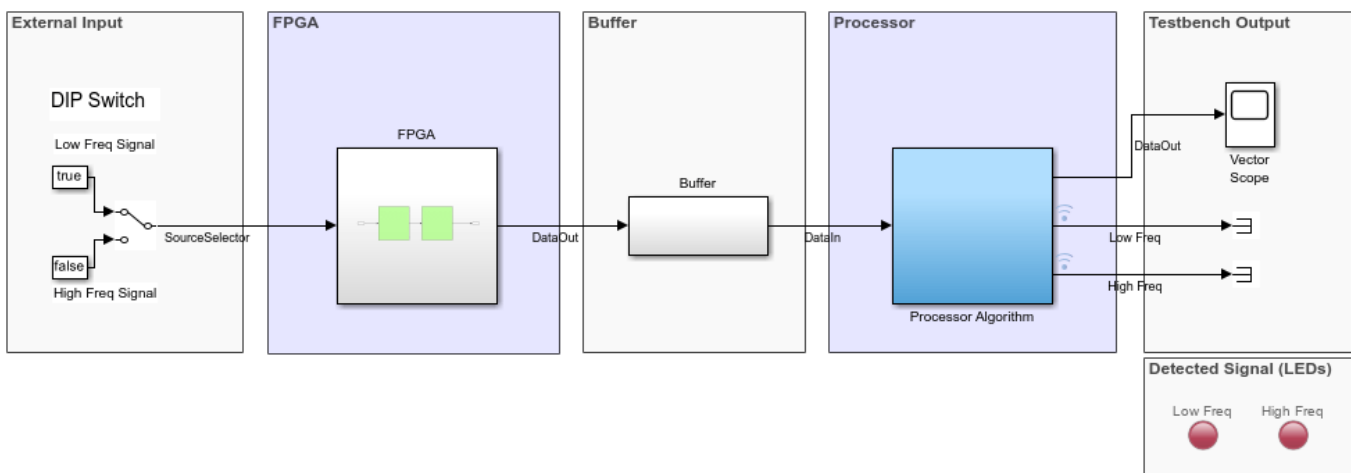 External Input
DIP Switch
Low Freq Signal
true
SourceSelector
false
High Freq Signal
FPGA
FPGA
DataOut
Buffer
Buffer
DataIn
Processor
Processor Algorithm
Testbench Output
DataOut
Vector
Scope
Low Freq
High Freq
Detected Signal (LEDs)
Low Freq
High Freq